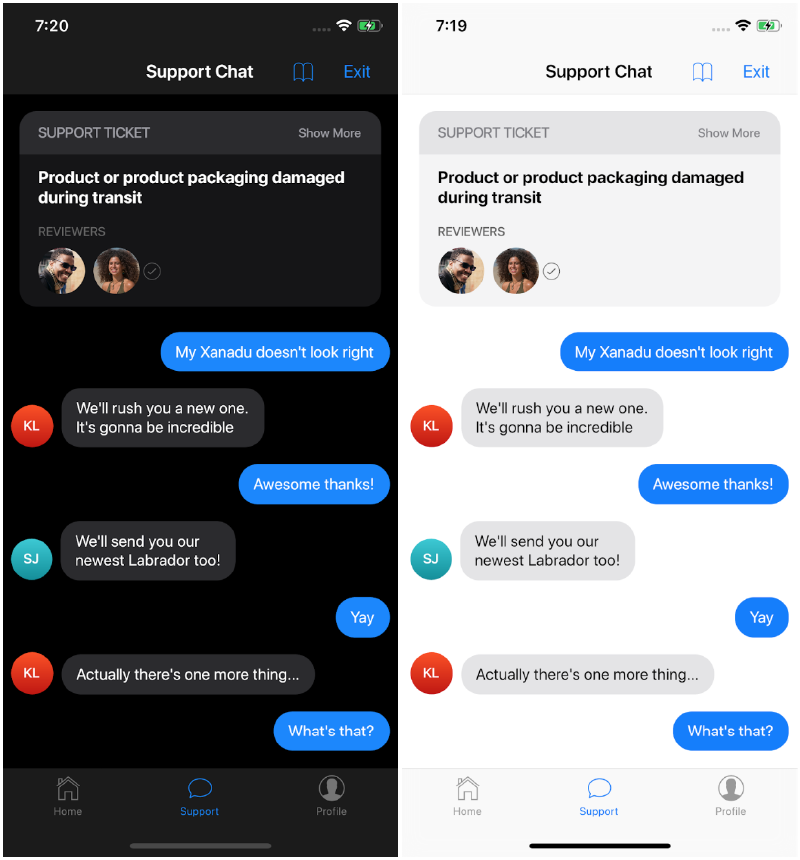 7:20
Support Chat
Exit
SUPPORT TICKET
Show More
Product or product packaging damaged
during transit
REVIEWERS
My Xanadu doesn't look right
KL
We'll rush you a new one.
It's gonna be incredible
Awesome thanks!
SJ
We'll send you our
newest Labrador too!
Yay
KL
Actually there's one more thing...
What's that?
Home
Support
Profile
7:19
Support Chat
Exit
SUPPORT TICKET
Show More
Product or product packaging damaged
during transit
REVIEWERS
My Xanadu doesn't look right
KL
We'll rush you a new one.
It's gonna be incredible
Awesome thanks!
SJ
We'll send you our
newest Labrador too!
Yay
KL
Actually there's one more thing...
What's that?
Home
Support
Profile